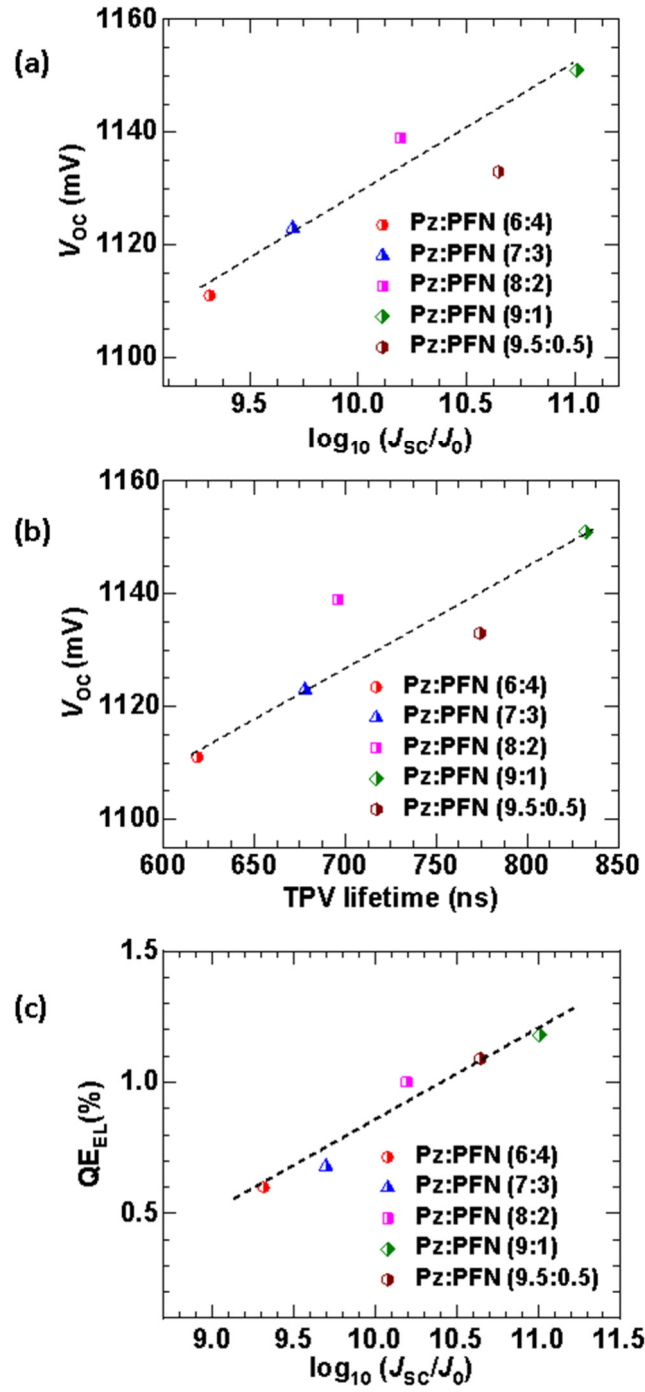 (a)
1160
1140
1120
1100
V_OC (mV)
Pz:PFN (6:4)
Pz:PFN (7:3)
Pz:PFN (8:2)
Pz:PFN (9:1)
Pz:PFN (9.5:0.5)
9.5 10.0 10.5 11.0
log₁₀ (J_SC/J₀)
(b)
1160
1140
1120
1100
V_OC (mV)
Pz:PFN (6:4)
Pz:PFN (7:3)
Pz:PFN (8:2)
Pz:PFN (9:1)
Pz:PFN (9.5:0.5)
600 650 700 750 800 850
TPV lifetime (ns)
(c)
1.5
1.0
0.5
QE_EL(%)
Pz:PFN (6:4)
Pz:PFN (7:3)
Pz:PFN (8:2)
Pz:PFN (9:1)
Pz:PFN (9.5:0.5)
9.0 9.5 10.0 10.5 11.0 11.5
log₁₀ (J_SC/J₀)